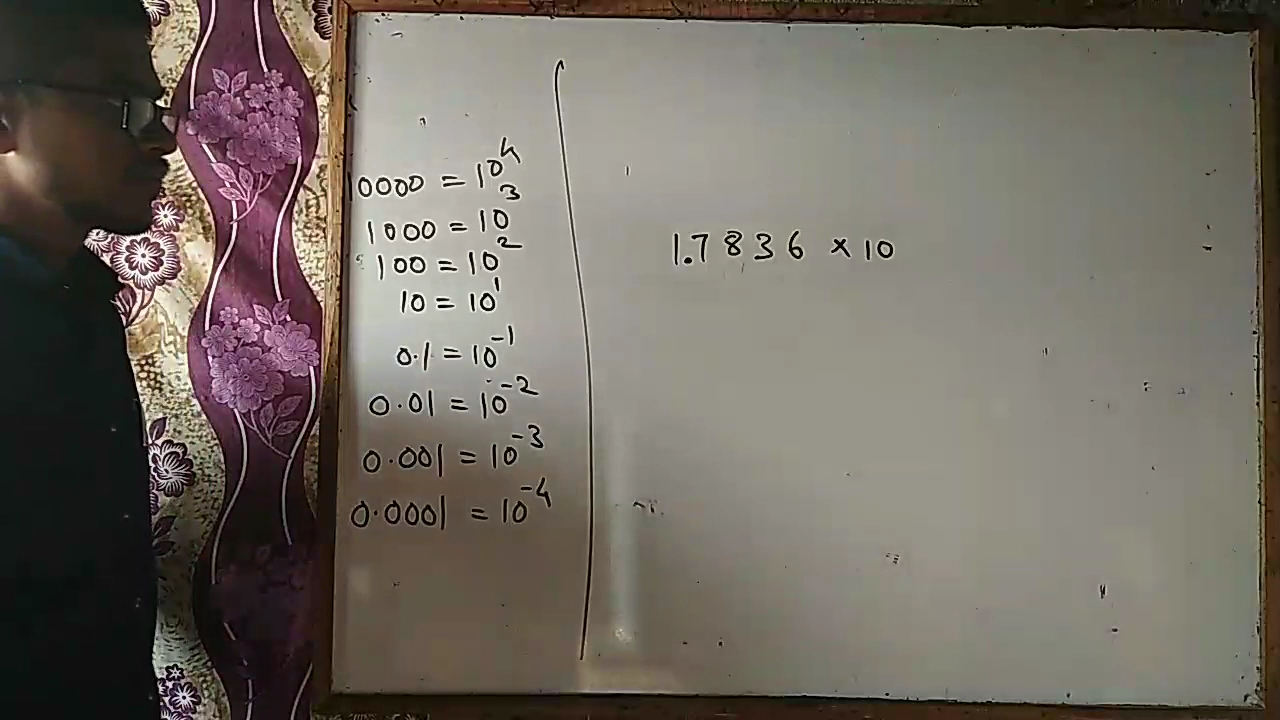 10000 = 10⁴
1000 = 10³
100 = 10²
10 = 10¹
0.1 = 10⁻¹
0.01 = 10⁻²
0.001 = 10⁻³
0.0001 = 10⁻⁴
1.7836 × 10